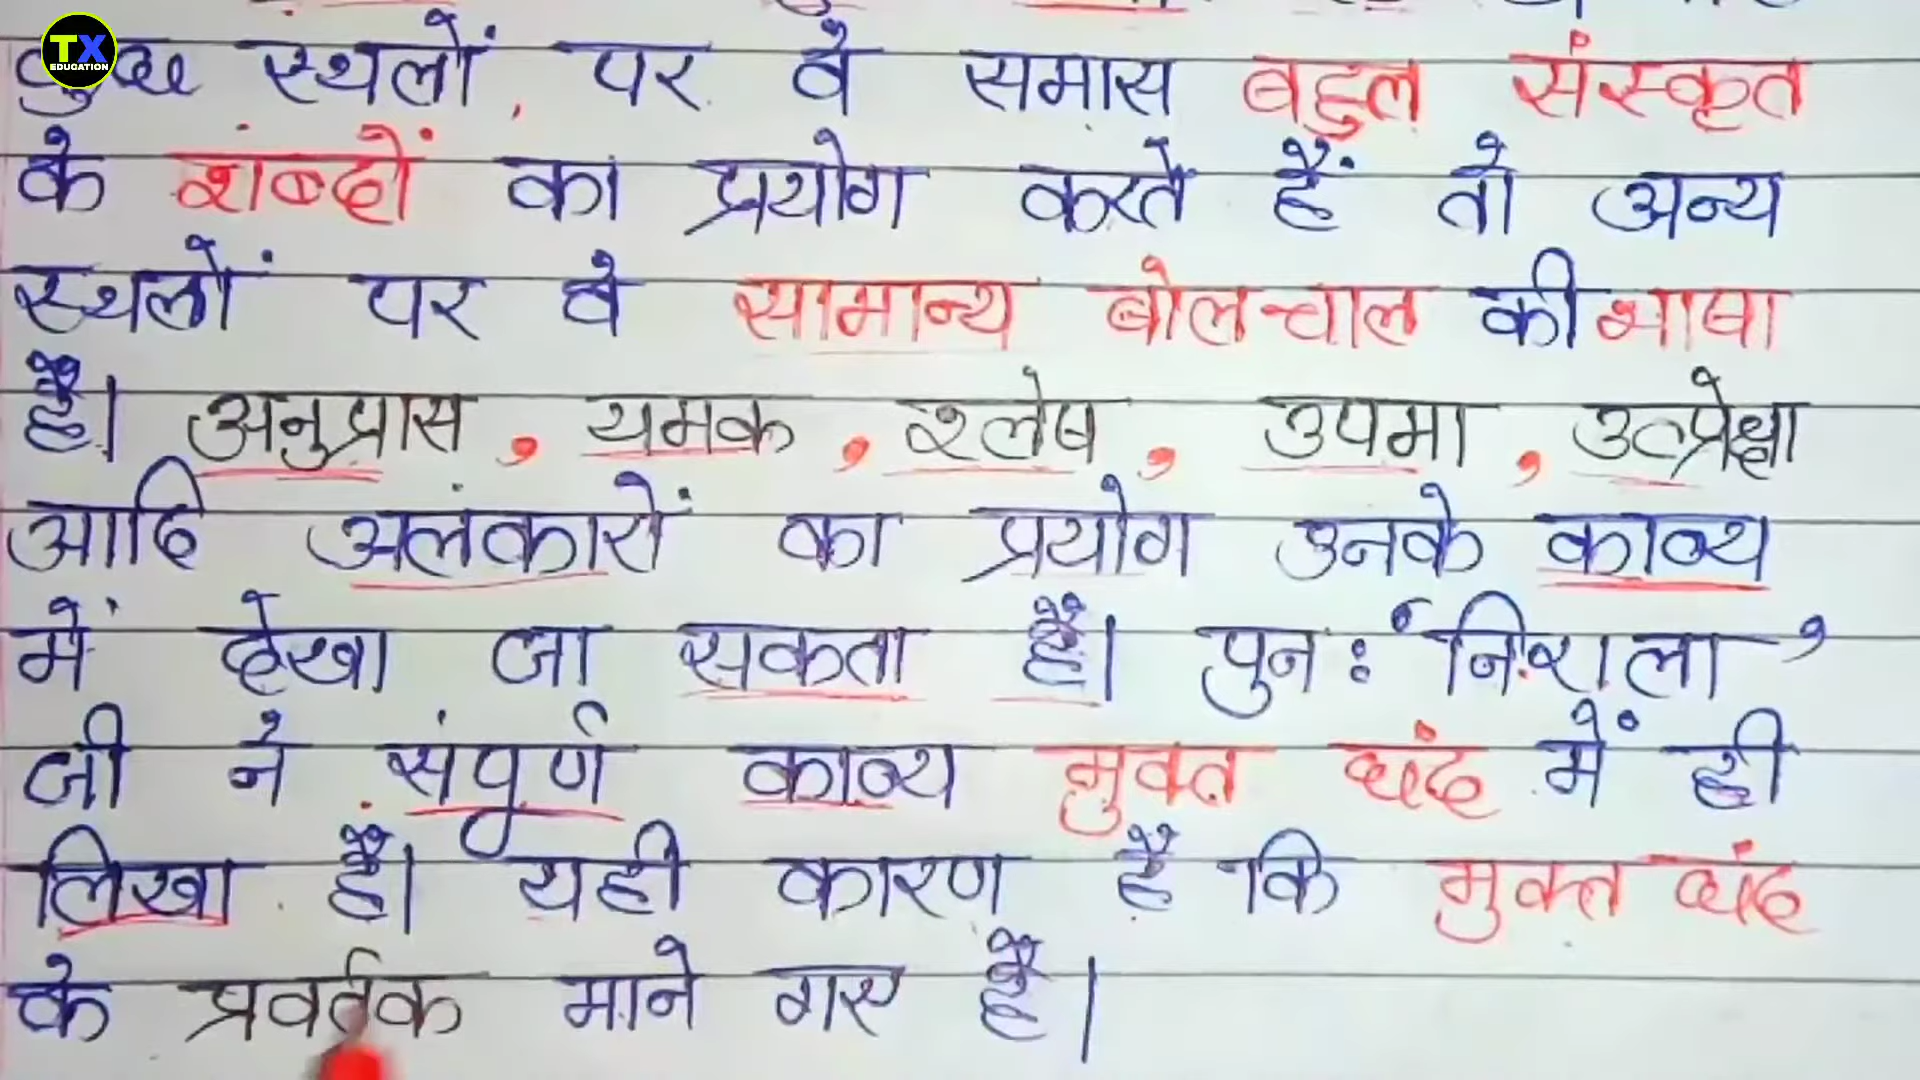 TX EDUCATION
कुछ स्थलों पर वे समास बहुल संस्कृत
के शब्दों का प्रयोग करते हैं तो अन्य
स्थलों पर वे सामान्य बोल-चाल की भाषा
है। अनुप्रास, यमक, श्लेष, उपमा, उत्प्रेक्षा
आदि अलंकारों का प्रयोग उनके काव्य
में देखा जा सकता है। पुनः 'निराला'
जी ने संपूर्ण काव्य मुक्त छंद में ही
लिखा है। यही कारण है कि मुक्त छंद
के प्रवर्तक माने गए है।